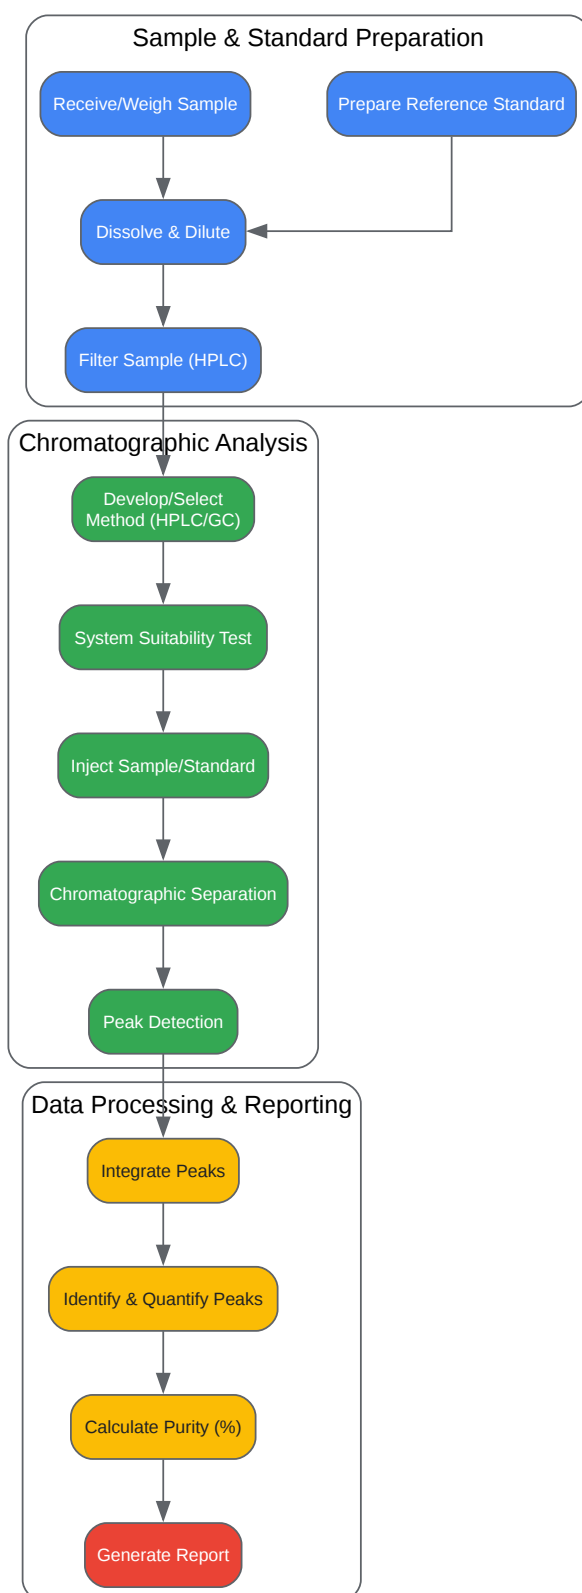 Sample & Standard Preparation
Receive/Weigh Sample
Prepare Reference Standard
Dissolve & Dilute
Filter Sample (HPLC)
Chromatographic Analysis
Develop/Select
Method (HPLC/GC)
System Suitability Test
Inject Sample/Standard
Chromatographic Separation
Peak Detection
Data Processing & Reporting
Integrate Peaks
Identify & Quantify Peaks
Calculate Purity (%)
Generate Report